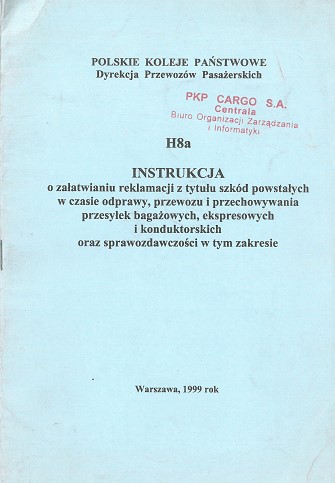 POLSKIE KOLEJE PAŃSTWOWE
Dyrekcja Przewozów Pasażerskich
PKP CARGO S.A.
Centrala
Biuro Organizacji Zarządzania
i Informatyki
H8a
INSTRUKCJA
o załatwianiu reklamacji z tytułu szkód powstałych
w czasie odprawy, przewozu i przechowywania
przesyłek bagażowych, ekspresowych
i konduktorskich
oraz sprawozdawczości w tym zakresie
Warszawa, 1999 rok